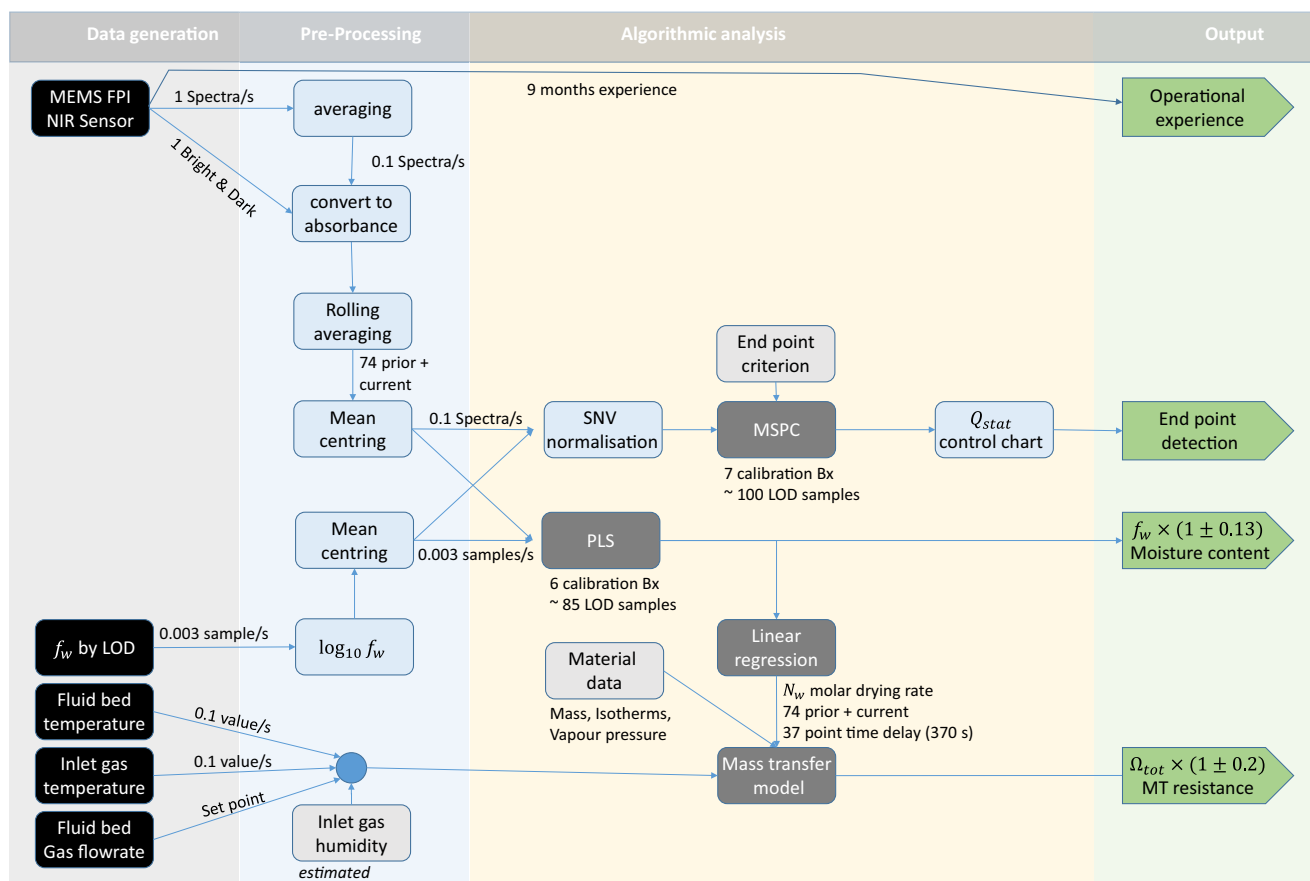 Data generation
Pre-Processing
Algorithmic analysis
Output
MEMS FPI
NIR Sensor
1 Spectra/s
averaging
9 months experience
Operational
experience
0.1 Spectra/s
1 Bright & Dark
convert to
absorbance
Rolling
averaging
74 prior +
current
End point
criterion
Mean
centring
0.1 Spectra/s
SNV
normalisation
MSPC
Q_{stat}
control chart
End point
detection
7 calibration Bx
~ 100 LOD samples
Mean
centring
0.003 samples/s
PLS
f_w × (1 ± 0.13)
Moisture content
6 calibration Bx
~ 85 LOD samples
f_w by LOD
0.003 sample/s
log₁₀ f_w
Linear
regression
Material
data
N_w molar drying rate
74 prior + current
37 point time delay (370 s)
Mass, Isotherms,
Vapour pressure
Fluid bed
temperature
0.1 value/s
Inlet gas
temperature
0.1 value/s
Mass transfer
model
Ω_{tot} × (1 ± 0.2)
MT resistance
Set point
Fluid bed
Gas flowrate
Inlet gas
humidity
estimated